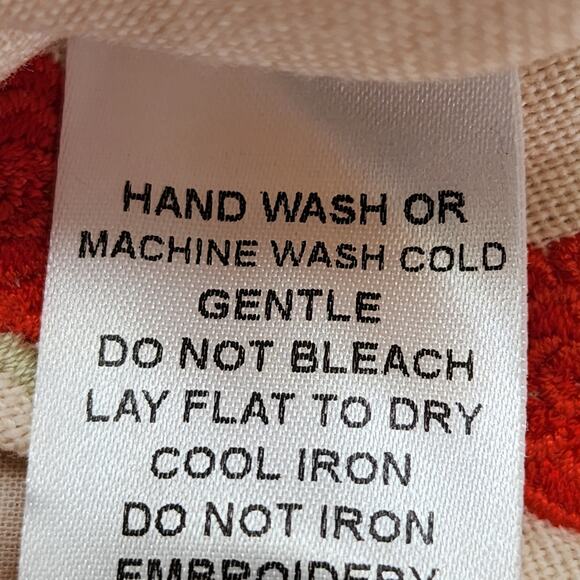 HAND WASH OR
MACHINE WASH COLD
GENTLE
DO NOT BLEACH
LAY FLAT TO DRY
COOL IRON
DO NOT IRON
EMBROIDERY